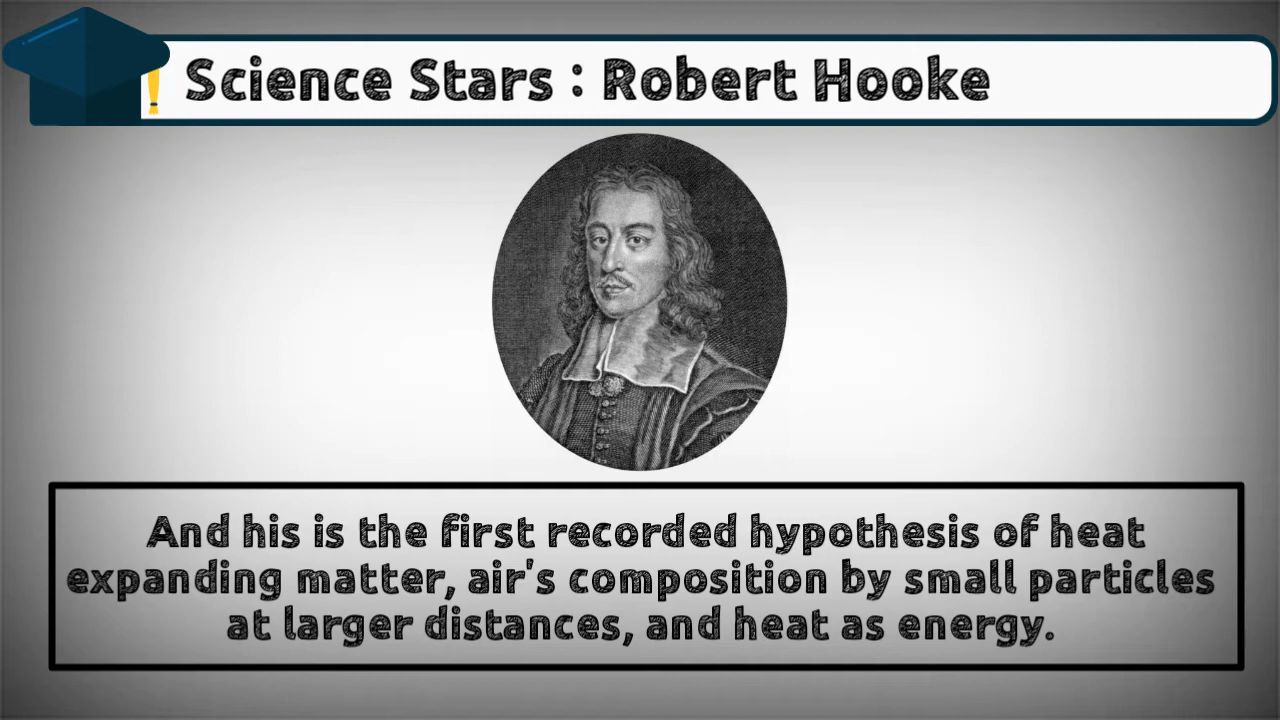 Science Stars : Robert Hooke
And his is the first recorded hypothesis of heat
expanding matter, air's composition by small particles
at larger distances, and heat as energy.